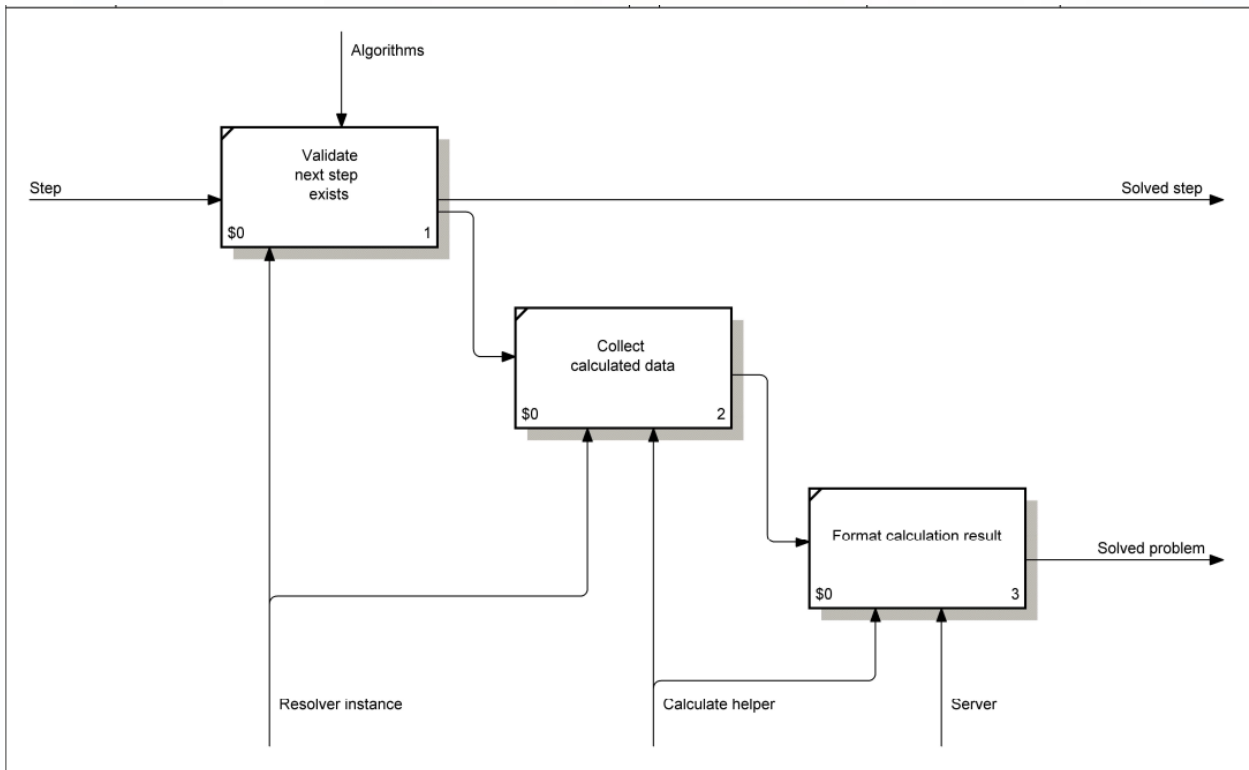 Algorithms
Validate
next step
exists
Step
Solved step
$0
1
Collect
calculated data
$0
2
Format calculation result
Solved problem
$0
3
Resolver instance
Calculate helper
Server